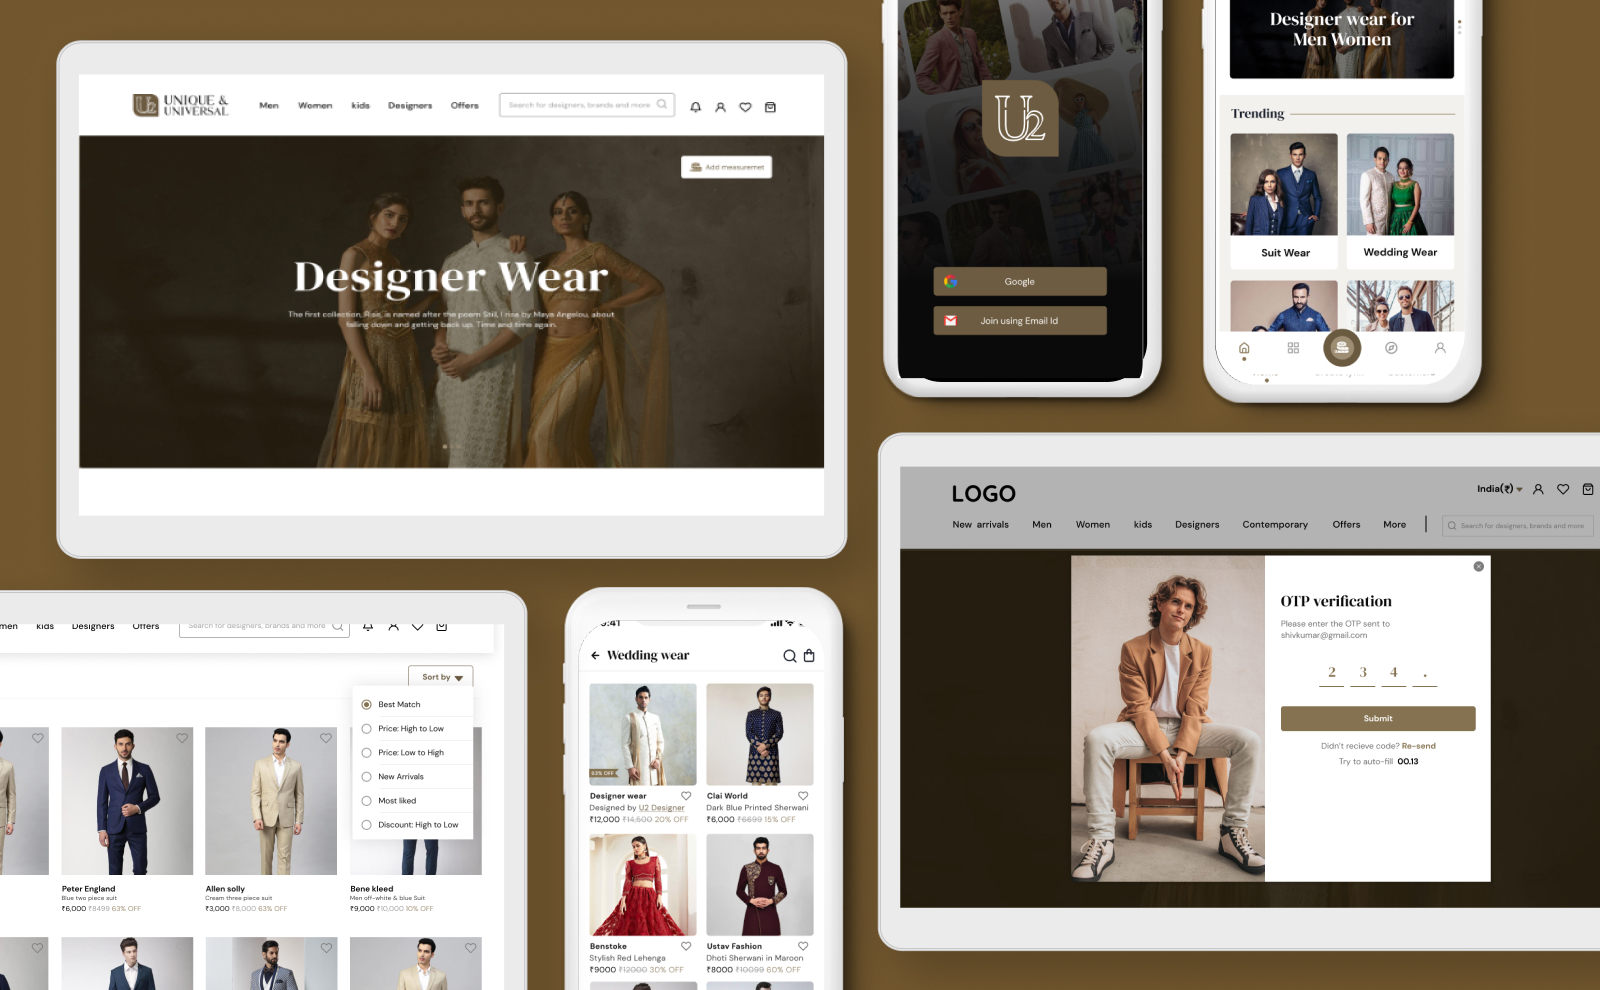 UNIQUE &
UNIVERSAL
Men Women kids Designers Offers
Search for designers, brands and more
Add measuremet
Designer Wear
The first collection, Rise, is named after the poem Still, I rise by Maya Angelou, about
falling down and getting back up. Time and time again.
U2
Google
Join using Email Id
Designer wear for
Men Women
Trending
Suit Wear
Wedding Wear
LOGO
India(₹)
New arrivals Men Women kids Designers Contemporary Offers More
Search for designers, brands and more
OTP verification
Please enter the OTP sent to
shivkumar@gmail.com
2 3 4 .
Submit
Didn't recieve code? Re-send
Try to auto-fill 00.13
men kids Designers Offers
Search for designers, brands and more
Sort by
Best Match
Price: High to Low
Price: Low to High
New Arrivals
Most liked
Discount: High to Low
Peter England
Blue two piece suit
₹6,000 ₹8499 63% OFF
Allen solly
Cream three piece suit
₹3,000 ₹8,000 63% OFF
Bene kleed
Men off-white & blue Suit
₹9,000 ₹10,000 10% OFF
9:41
Wedding wear
63% OFF
Designer wear
Designed by U2 Designer
₹12,000 ₹14,500 20% OFF
Clai World
Dark Blue Printed Sherwani
₹6,000 ₹6699 15% OFF
Benstoke
Stylish Red Lehenga
₹9000 ₹12000 30% OFF
Ustav Fashion
Dhoti Sherwani in Maroon
₹8000 ₹10099 60% OFF